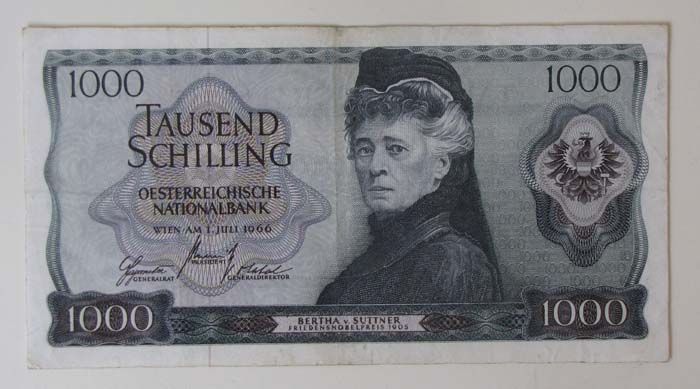 1000
1000
TAUSEND
SCHILLING
OESTERREICHISCHE
NATIONALBANK
WIEN AM 1. JULI 1966
GENERALRAT
PRÄSIDENT
GENERALDIREKTOR
1000
BERTHA v. SUTTNER
FRIEDENSNOBELPREIS 1905
1000